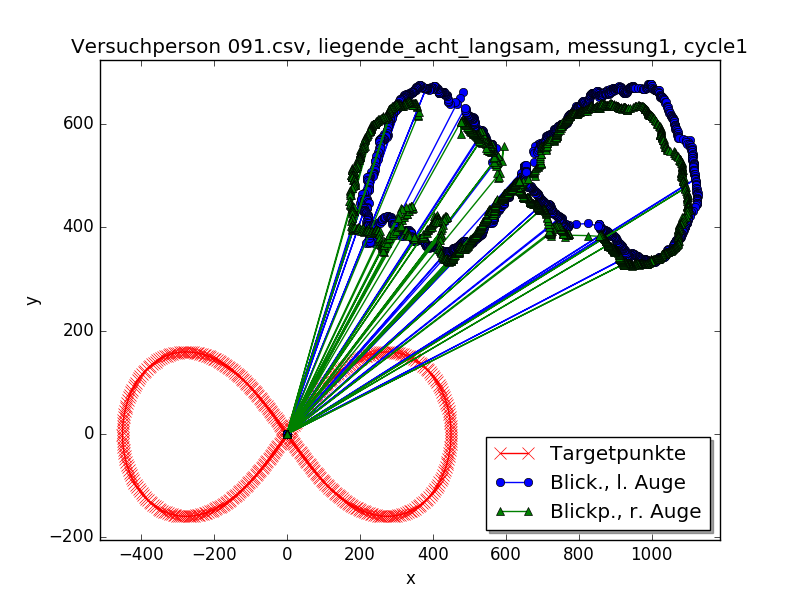 Versuchperson 091.csv, liegende_acht_langsam, messung1, cycle1
y
600
400
200
0
−200
−400
−200
0
200
400
600
800
1000
x
Targetpunkte
Blick., l. Auge
Blickp., r. Auge